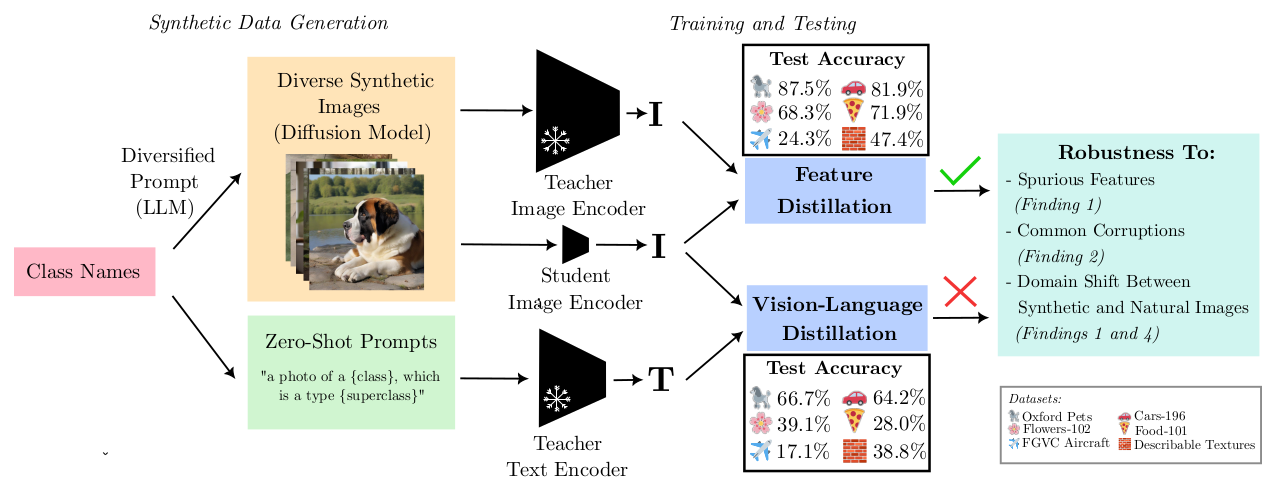 Synthetic Data Generation
Training and Testing
Class Names
Diversified
Prompt
(LLM)
Diverse Synthetic
Images
(Diffusion Model)
Zero-Shot Prompts
"a photo of a {class}, which
is a type {superclass}"
Teacher
Image Encoder
I
Student
Image Encoder
I
Teacher
Text Encoder
T
Test Accuracy
87.5% 81.9%
68.3% 71.9%
24.3% 47.4%
Feature
Distillation
Vision-Language
Distillation
Test Accuracy
66.7% 64.2%
39.1% 28.0%
17.1% 38.8%
Robustness To:
- Spurious Features
(Finding 1)
- Common Corruptions
(Finding 2)
- Domain Shift Between
Synthetic and Natural Images
(Findings 1 and 4)
Datasets:
Oxford Pets Cars-196
Flowers-102 Food-101
FGVC Aircraft Describable Textures